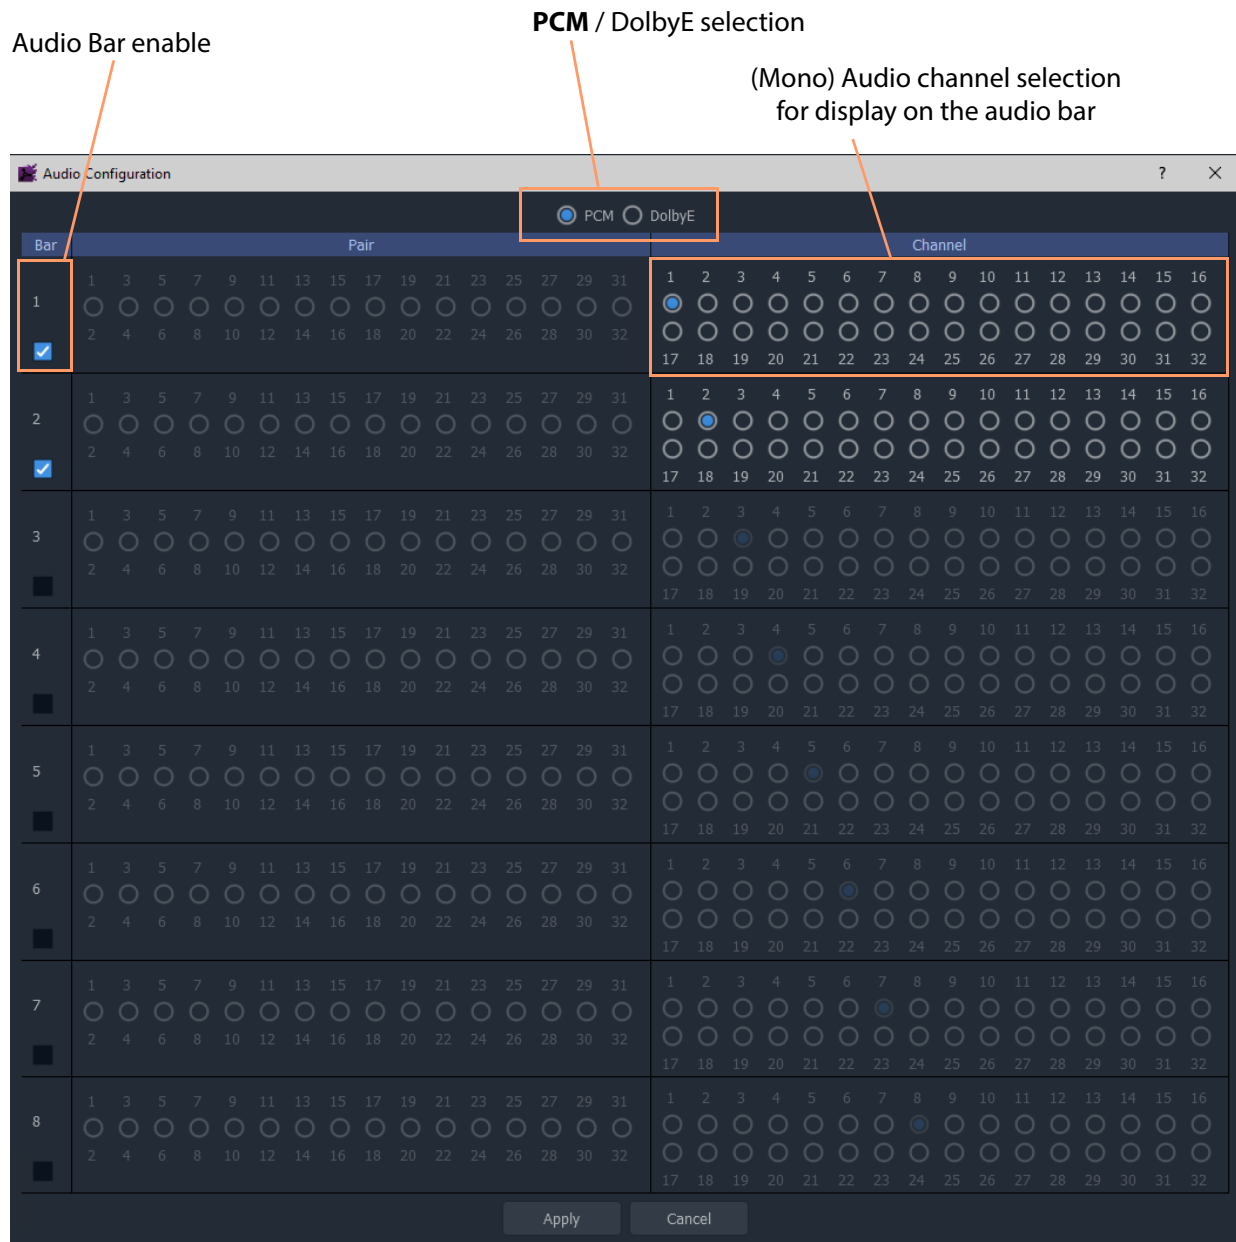 PCM / DolbyE selection
Audio Bar enable
(Mono) Audio channel selection
for display on the audio bar
Audio Configuration ? ×
PCM DolbyE
Bar Pair Channel
1 3 5 7 9 11 13 15 17 19 21 23 25 27 29 31 1 2 3 4 5 6 7 8 9 10 11 12 13 14 15 16
1
2 4 6 8 10 12 14 16 18 20 22 24 26 28 30 32
17 18 19 20 21 22 23 24 25 26 27 28 29 30 31 32
1 3 5 7 9 11 13 15 17 19 21 23 25 27 29 31 1 2 3 4 5 6 7 8 9 10 11 12 13 14 15 16
2
2 4 6 8 10 12 14 16 18 20 22 24 26 28 30 32
17 18 19 20 21 22 23 24 25 26 27 28 29 30 31 32
1 3 5 7 9 11 13 15 17 19 21 23 25 27 29 31 1 2 3 4 5 6 7 8 9 10 11 12 13 14 15 16
3
2 4 6 8 10 12 14 16 18 20 22 24 26 28 30 32
17 18 19 20 21 22 23 24 25 26 27 28 29 30 31 32
1 3 5 7 9 11 13 15 17 19 21 23 25 27 29 31 1 2 3 4 5 6 7 8 9 10 11 12 13 14 15 16
4
2 4 6 8 10 12 14 16 18 20 22 24 26 28 30 32
17 18 19 20 21 22 23 24 25 26 27 28 29 30 31 32
1 3 5 7 9 11 13 15 17 19 21 23 25 27 29 31 1 2 3 4 5 6 7 8 9 10 11 12 13 14 15 16
5
2 4 6 8 10 12 14 16 18 20 22 24 26 28 30 32
17 18 19 20 21 22 23 24 25 26 27 28 29 30 31 32
1 3 5 7 9 11 13 15 17 19 21 23 25 27 29 31 1 2 3 4 5 6 7 8 9 10 11 12 13 14 15 16
6
2 4 6 8 10 12 14 16 18 20 22 24 26 28 30 32
17 18 19 20 21 22 23 24 25 26 27 28 29 30 31 32
1 3 5 7 9 11 13 15 17 19 21 23 25 27 29 31 1 2 3 4 5 6 7 8 9 10 11 12 13 14 15 16
7
2 4 6 8 10 12 14 16 18 20 22 24 26 28 30 32
17 18 19 20 21 22 23 24 25 26 27 28 29 30 31 32
1 3 5 7 9 11 13 15 17 19 21 23 25 27 29 31 1 2 3 4 5 6 7 8 9 10 11 12 13 14 15 16
8
2 4 6 8 10 12 14 16 18 20 22 24 26 28 30 32
17 18 19 20 21 22 23 24 25 26 27 28 29 30 31 32
Apply Cancel